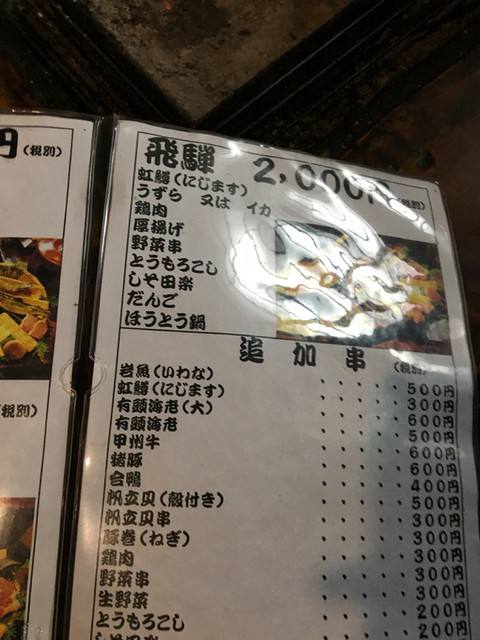 円(税別)
飛騨 2,000円(税別)
虹鱒(にじます)
うずら 又は イカ
鶏肉
厚揚げ
野菜串
とうもろこし
しそ田楽
だんご
ほうとう鍋
追加串 (税別)
岩魚(いわな)・・・・・500円
虹鱒(にじます)・・・・・300円
有頭海老(大)・・・・・600円
有頭海老・・・・・500円
甲州牛・・・・・600円
猪豚・・・・・600円
合鴨・・・・・400円
帆立貝(殻付き)・・・・・500円
帆立貝串・・・・・300円
豚巻(ねぎ)・・・・・300円
鶏肉・・・・・300円
野菜串・・・・・300円
生野菜・・・・・200円
とうもろこし・・・・・200円
しそ田楽
(税別)